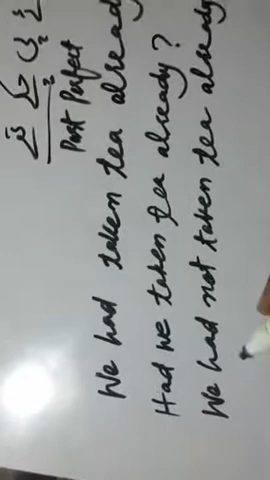 Past Perfect
We had taken tea already
Had we taken tea already?
We had not taken tea already